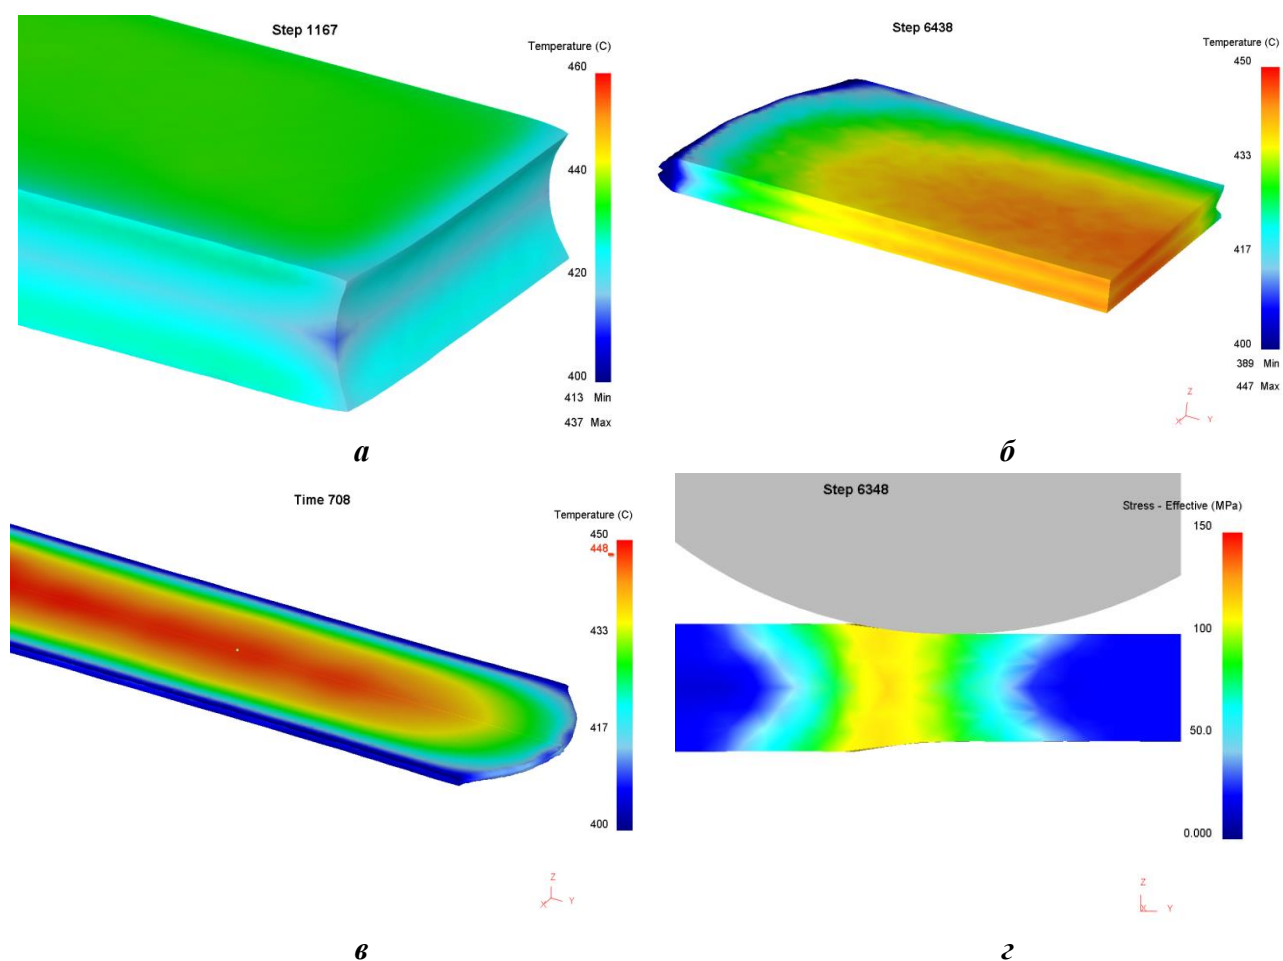 Step 1167
Temperature (C)
460
440
420
400
413 Min
437 Max
а
Step 6438
Temperature (C)
450
433
417
400
389 Min
447 Max
Z
X Y
б
Time 708
Temperature (C)
450
448
433
417
400
Z
X Y
в
Step 6348
Stress - Effective (MPa)
150
100
50.0
0.000
Z
X Y
г